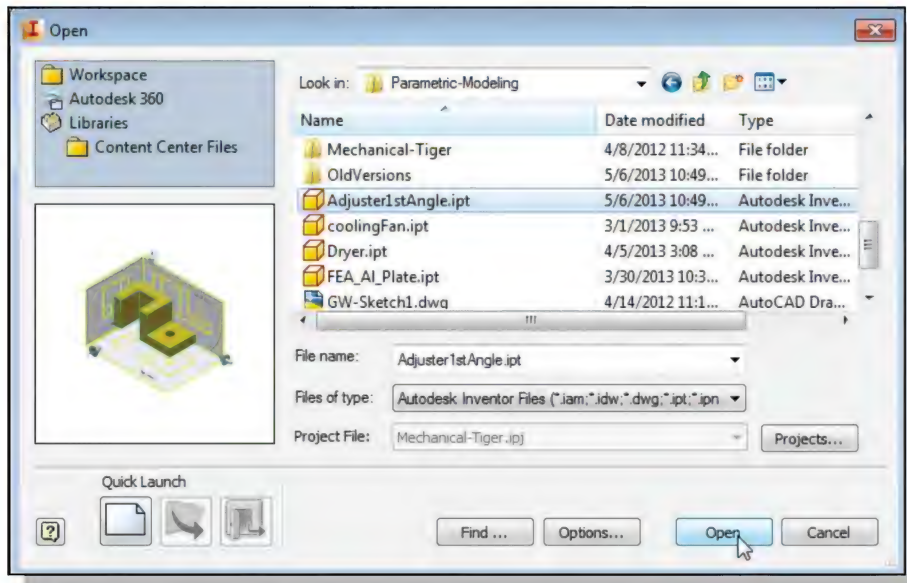 Open
Workspace
Autodesk 360
Libraries
Content Center Files
Look in: Parametric-Modeling
Name Date modified Type
Mechanical-Tiger 4/8/2012 11:34... File folder
OldVersions 5/6/2013 10:49... File folder
Adjuster1stAngle.ipt 5/6/2013 10:49... Autodesk Inve...
coolingFan.ipt 3/1/2013 9:53 ... Autodesk Inve...
Dryer.ipt 4/5/2013 3:08 ... Autodesk Inve...
FEA_Al_Plate.ipt 3/30/2013 10:3... Autodesk Inve...
GW-Sketch1.dwg 4/14/2012 11:1... AutoCAD Dra...
File name: Adjuster1stAngle.ipt
Files of type: Autodesk Inventor Files (*.iam;*.idw;*.dwg;*.ipt;*.ipn
Project File: Mechanical-Tiger.ipj Projects...
Quick Launch
Find ... Options... Open Cancel